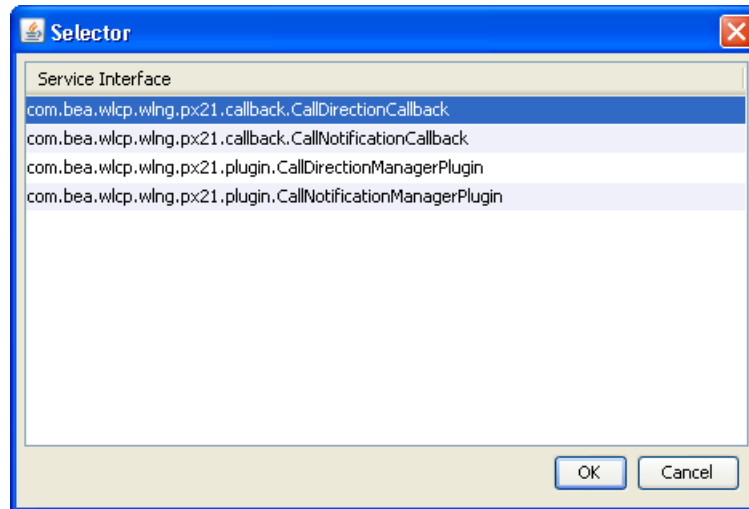 Selector
Service Interface
com.bea.wlcp.wlng.px21.callback.CallDirectionCallback
com.bea.wlcp.wlng.px21.callback.CallNotificationCallback
com.bea.wlcp.wlng.px21.plugin.CallDirectionManagerPlugin
com.bea.wlcp.wlng.px21.plugin.CallNotificationManagerPlugin
OK Cancel